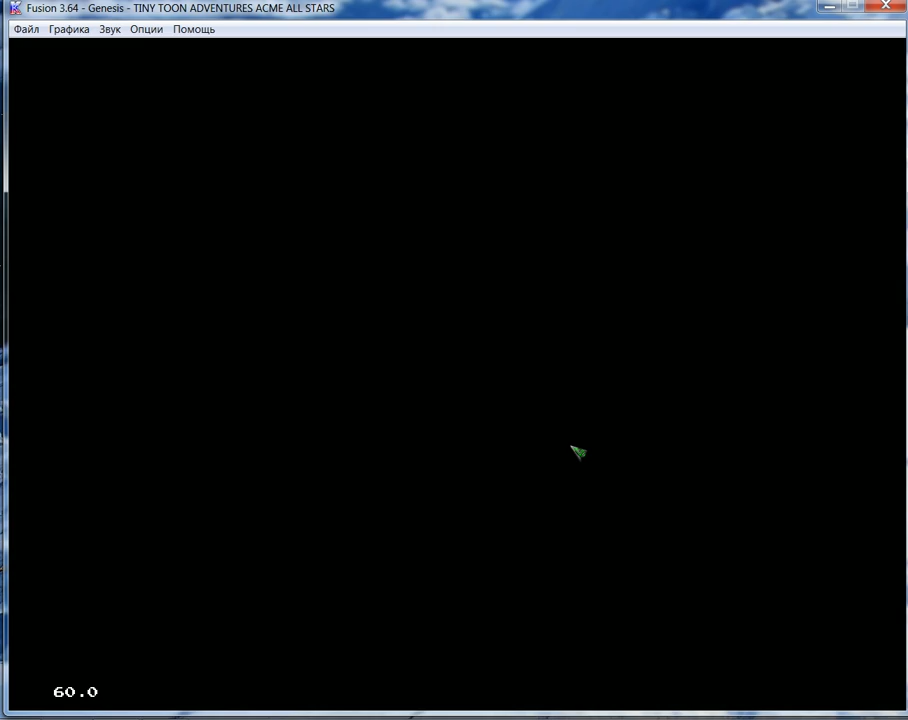 Fusion 3.64 - Genesis - TINY TOON ADVENTURES ACME ALL STARS
Файл Графика Звук Опции Помощь
60.0